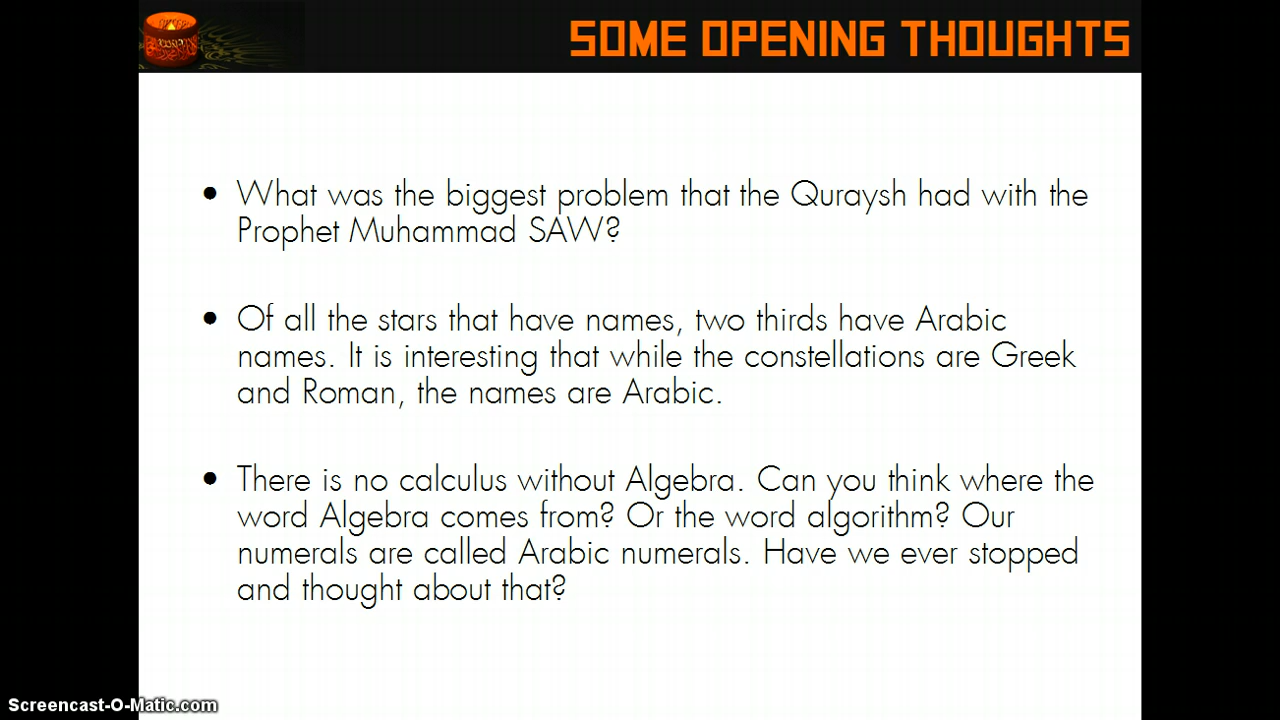 SOME OPENING THOUGHTS
• What was the biggest problem that the Quraysh had with the
Prophet Muhammad SAW?
• Of all the stars that have names, two thirds have Arabic
names. It is interesting that while the constellations are Greek
and Roman, the names are Arabic.
• There is no calculus without Algebra. Can you think where the
word Algebra comes from? Or the word algorithm? Our
numerals are called Arabic numerals. Have we ever stopped
and thought about that?
Screencast-O-Matic.com